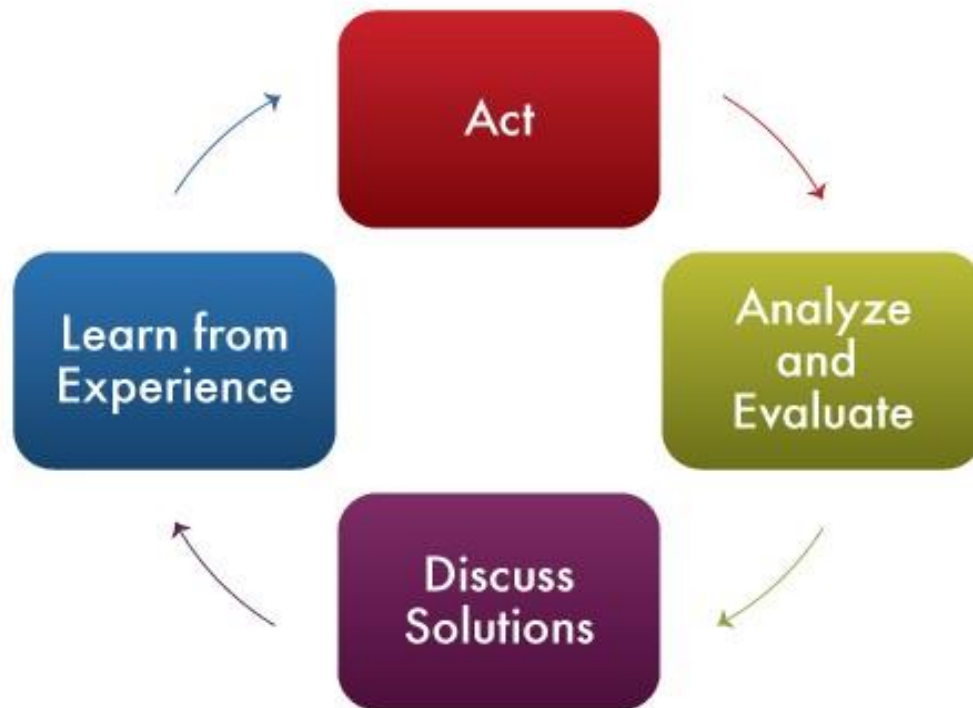 Act
Analyze
and
Evaluate
Discuss
Solutions
Learn from
Experience